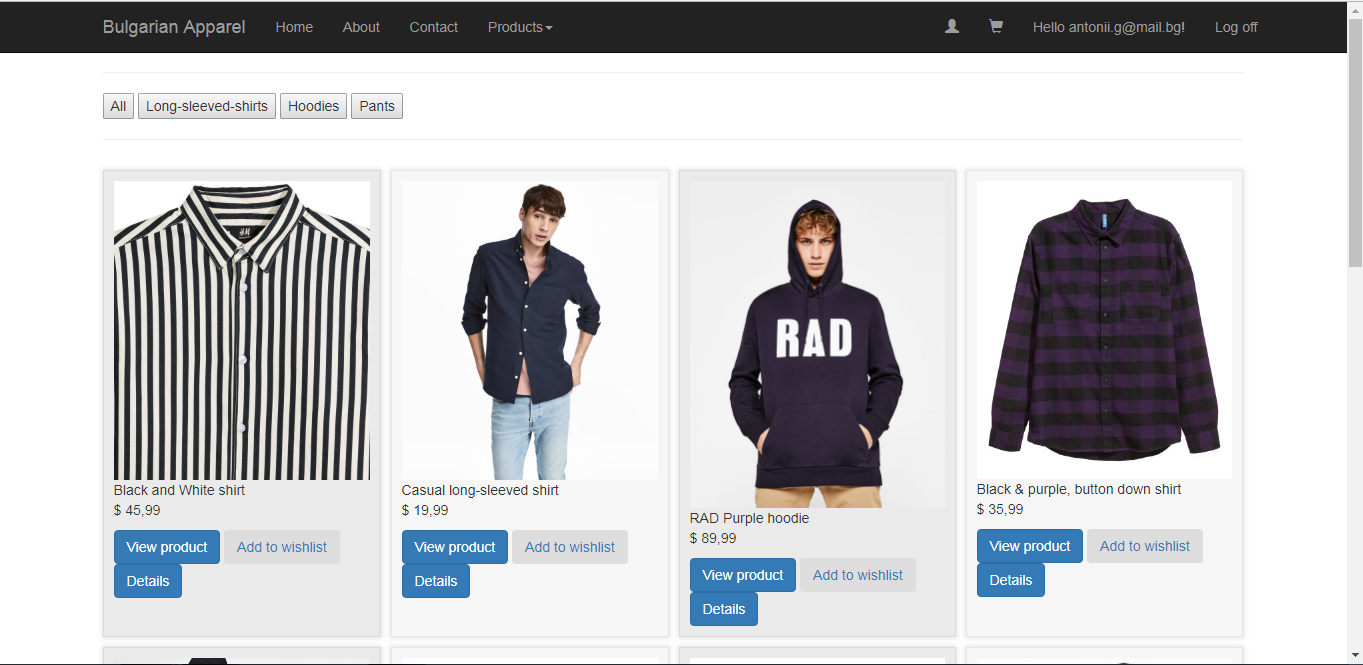 Bulgarian Apparel Home About Contact Products Hello antonii.g@mail.bg! Log off
All Long-sleeved-shirts Hoodies Pants
H&M
RAD
Black and White shirt
$ 45,99
View product Add to wishlist
Details
Casual long-sleeved shirt
$ 19,99
View product Add to wishlist
Details
RAD Purple hoodie
$ 89,99
View product Add to wishlist
Details
Black & purple, button down shirt
$ 35,99
View product Add to wishlist
Details